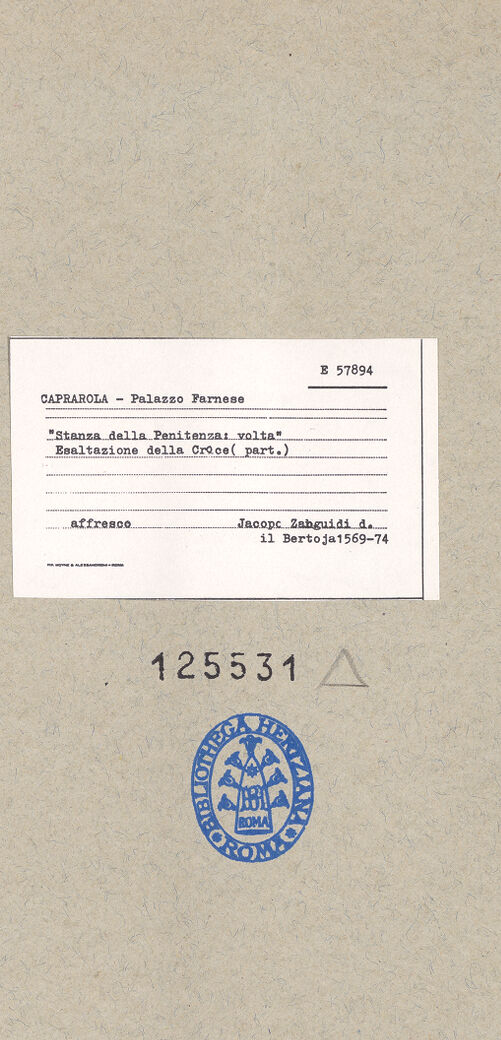 E 57894
CAPRAROLA - Palazzo Farnese
"Stanza della Penitenza: volta"
Esaltazione della Croce( part.)
affresco Jacopo Zanguidi d.
il Bertoja1569-74
125531
BIBLIOTHECA HERTZIANA
ROMA
ROMA